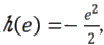 ℎ(e) = − e²/2,